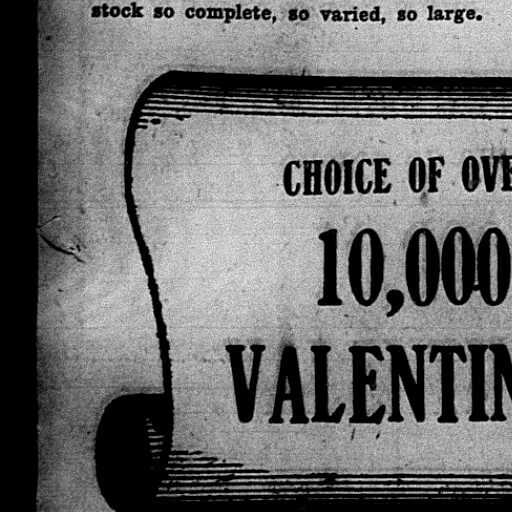 stock so complete, so varied, so large.
CHOICE OF OVE
10,000
VALENTIN